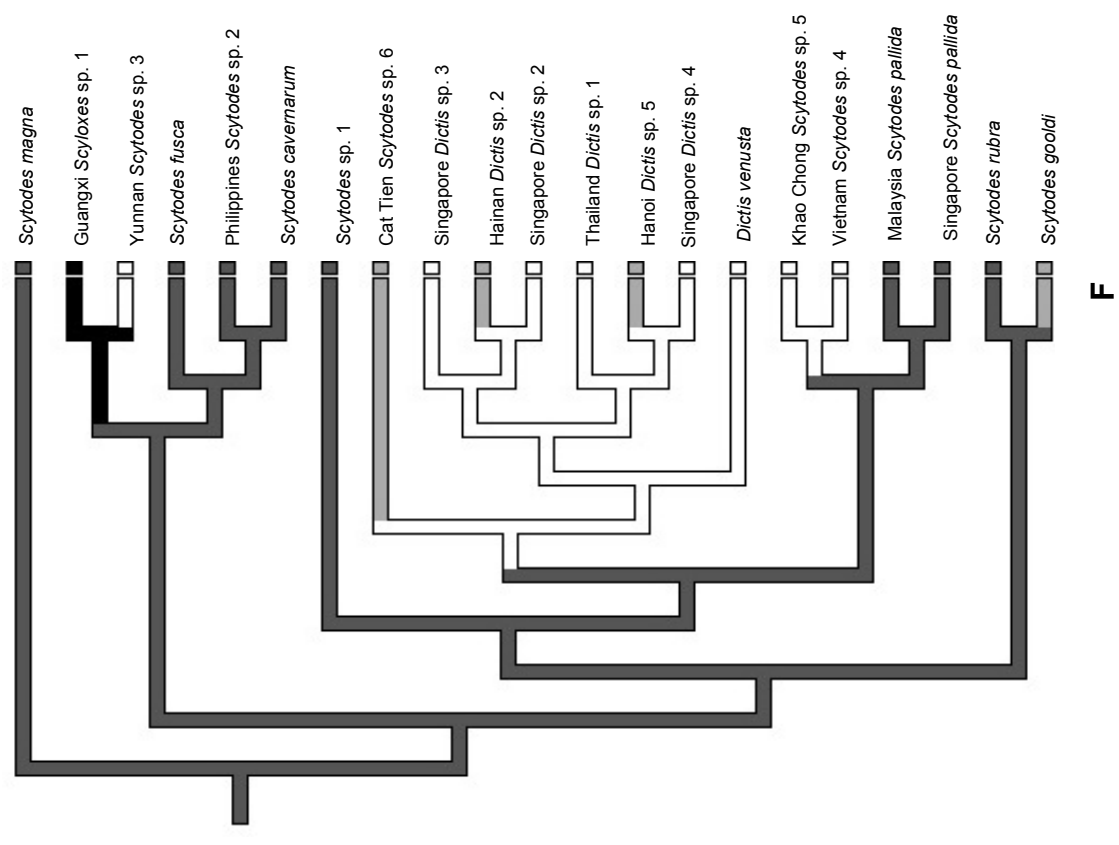 Scytodes magna
Guangxi Scyloxes sp. 1
Yunnan Scytodes sp. 3
Scytodes fusca
Philippines Scytodes sp. 2
Scytodes cavernarum
Scytodes sp. 1
Cat Tien Scytodes sp. 6
Singapore Dictis sp. 3
Hainan Dictis sp. 2
Singapore Dictis sp. 2
Thailand Dictis sp. 1
Hanoi Dictis sp. 5
Singapore Dictis sp. 4
Dictis venusta
Khao Chong Scytodes sp. 5
Vietnam Scytodes sp. 4
Malaysia Scytodes pallida
Singapore Scytodes pallida
Scytodes rubra
Scytodes gooldi
F